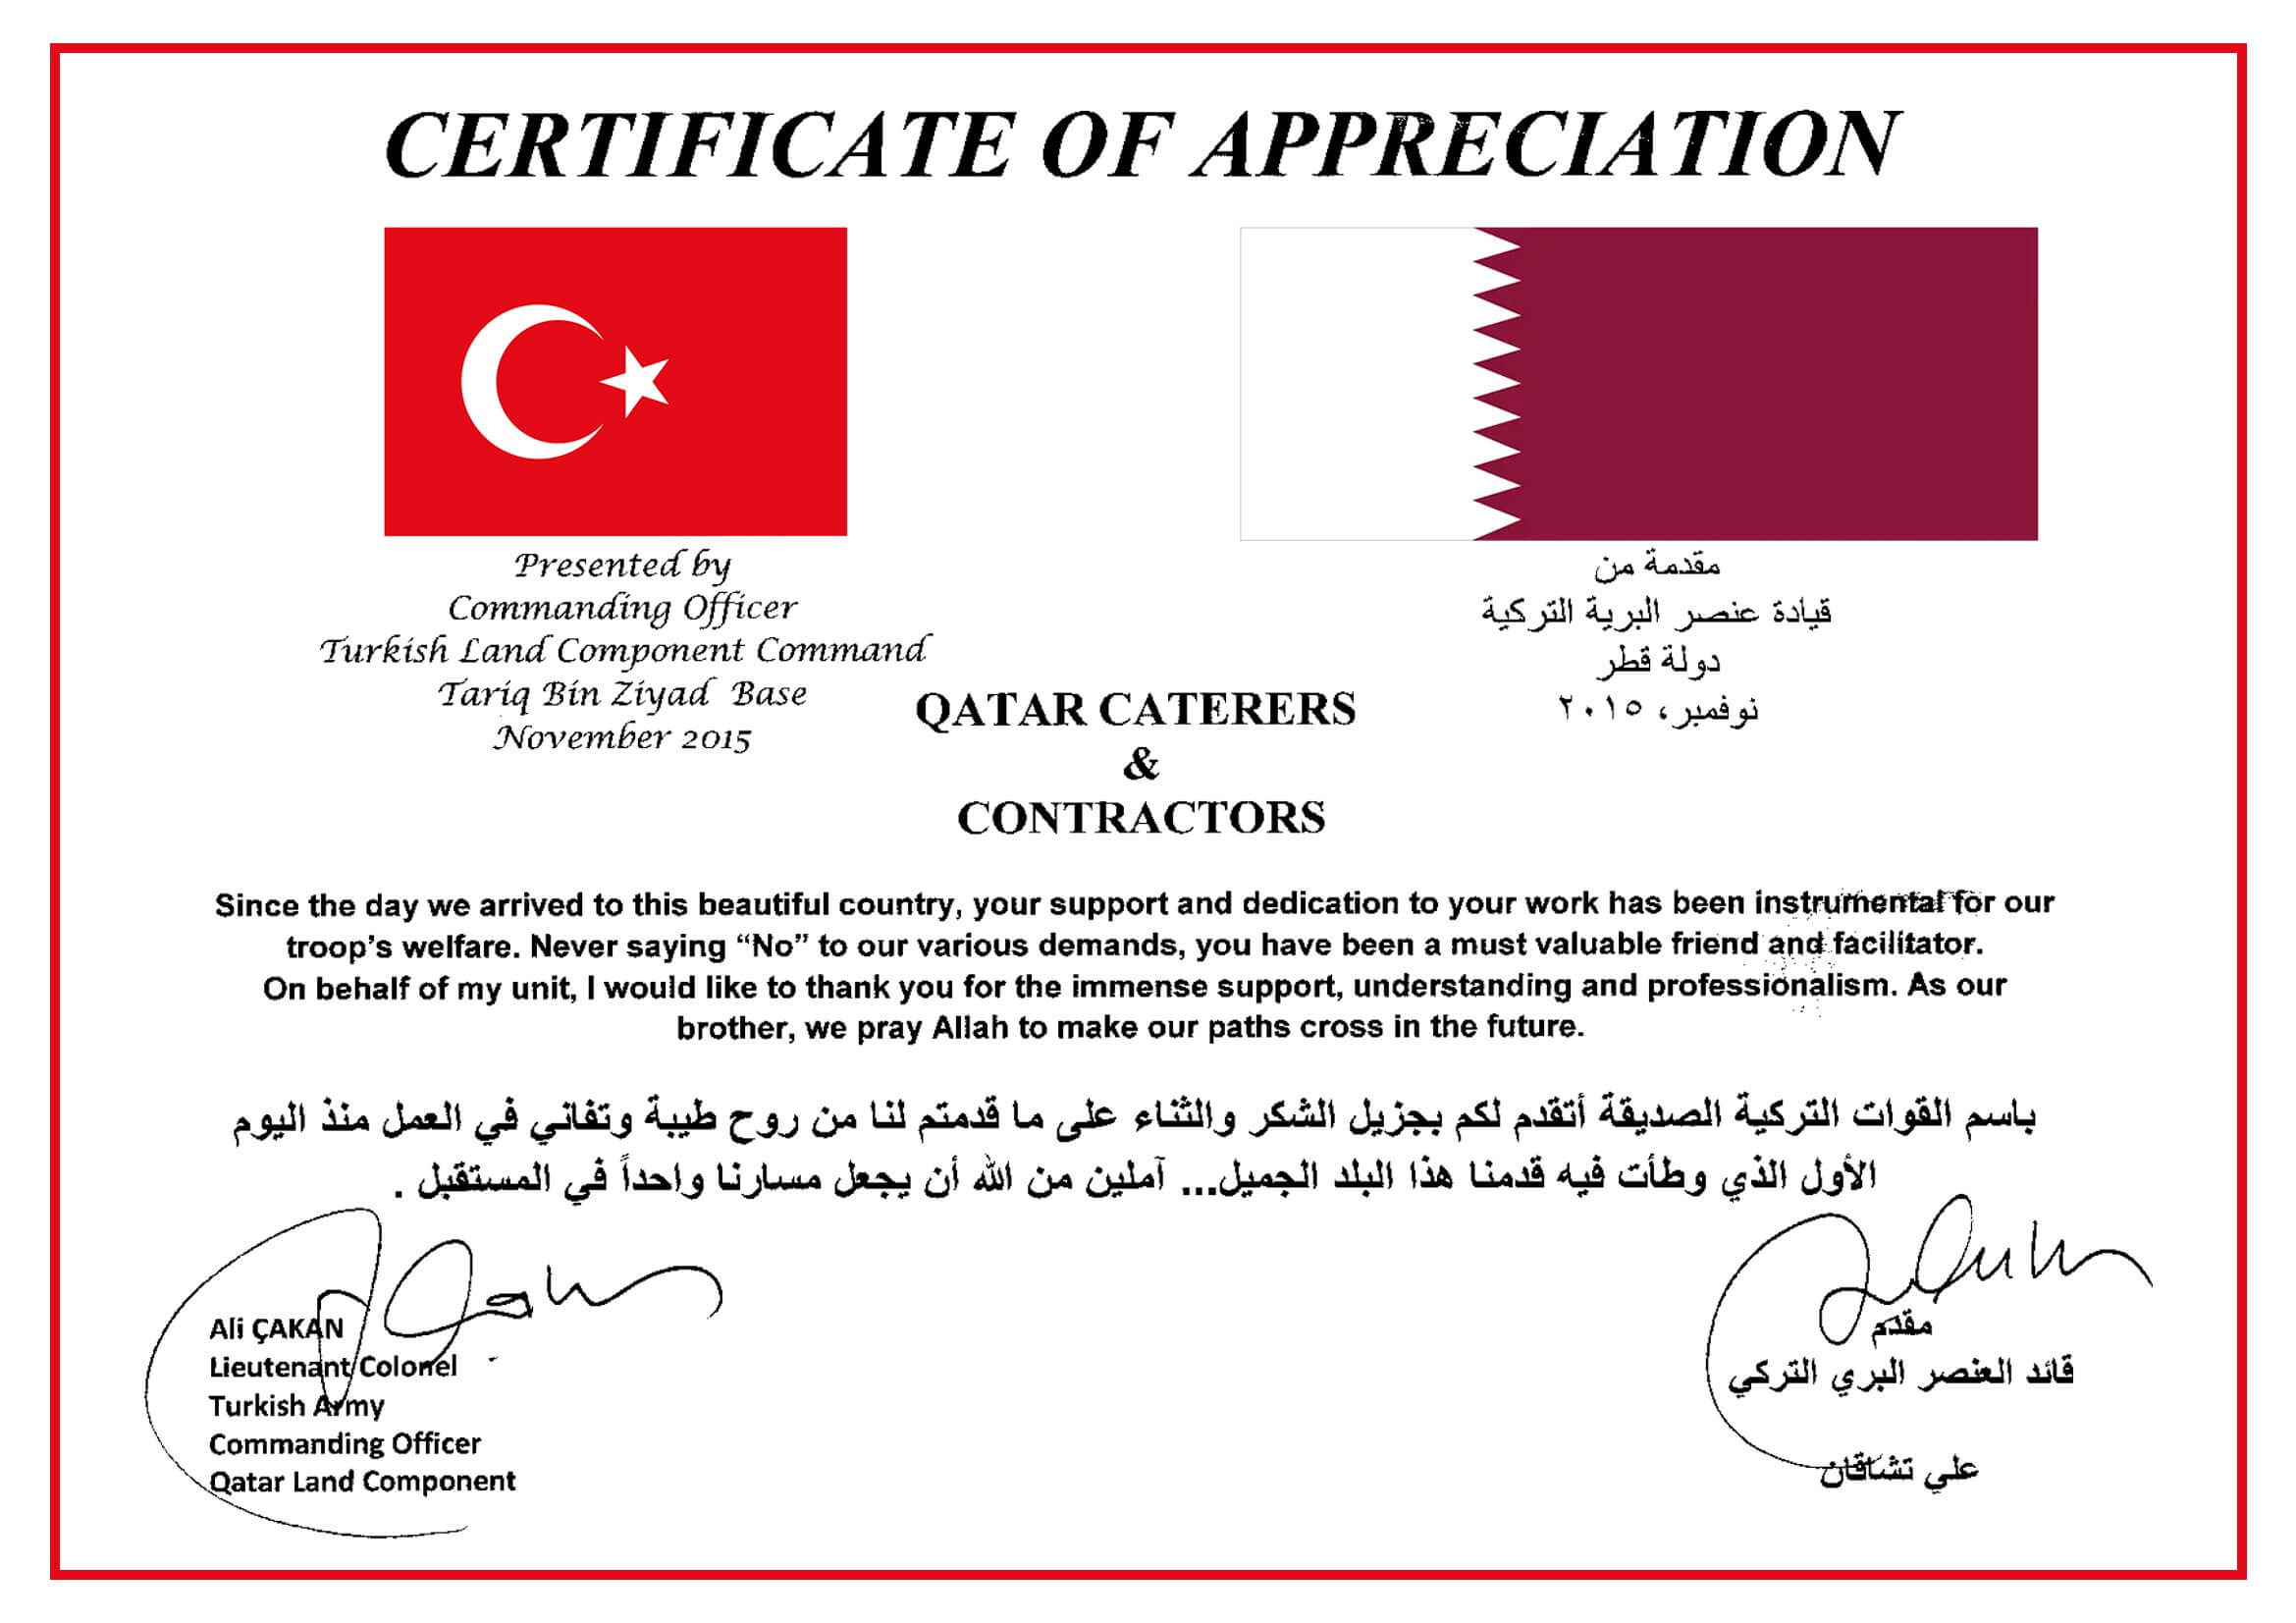 CERTIFICATE OF APPRECIATION
Presented by
Commanding Officer
Turkish Land Component Command
Tariq Bin Ziyad Base
November 2015
مقدمة من
قيادة عنصر البرية التركية
دولة قطر
نوفمبر، ٢٠١٥
QATAR CATERERS
&
CONTRACTORS
Since the day we arrived to this beautiful country, your support and dedication to your work has been instrumental for our
troop's welfare. Never saying “No” to our various demands, you have been a must valuable friend and facilitator.
On behalf of my unit, I would like to thank you for the immense support, understanding and professionalism. As our
brother, we pray Allah to make our paths cross in the future.
باسم القوات التركية الصديقة أتقدم لكم بجزيل الشكر والثناء على ما قدمتم لنا من روح طيبة وتفاني في العمل منذ اليوم
الأول الذي وطأت فيه قدمنا هذا البلد الجميل... آملين من الله أن يجعل مسارنا واحداً في المستقبل .
Ali ÇAKAN
Lieutenant Colonel
Turkish Army
Commanding Officer
Qatar Land Component
مقدم
قائد العنصر البري التركي
علي تشاقان